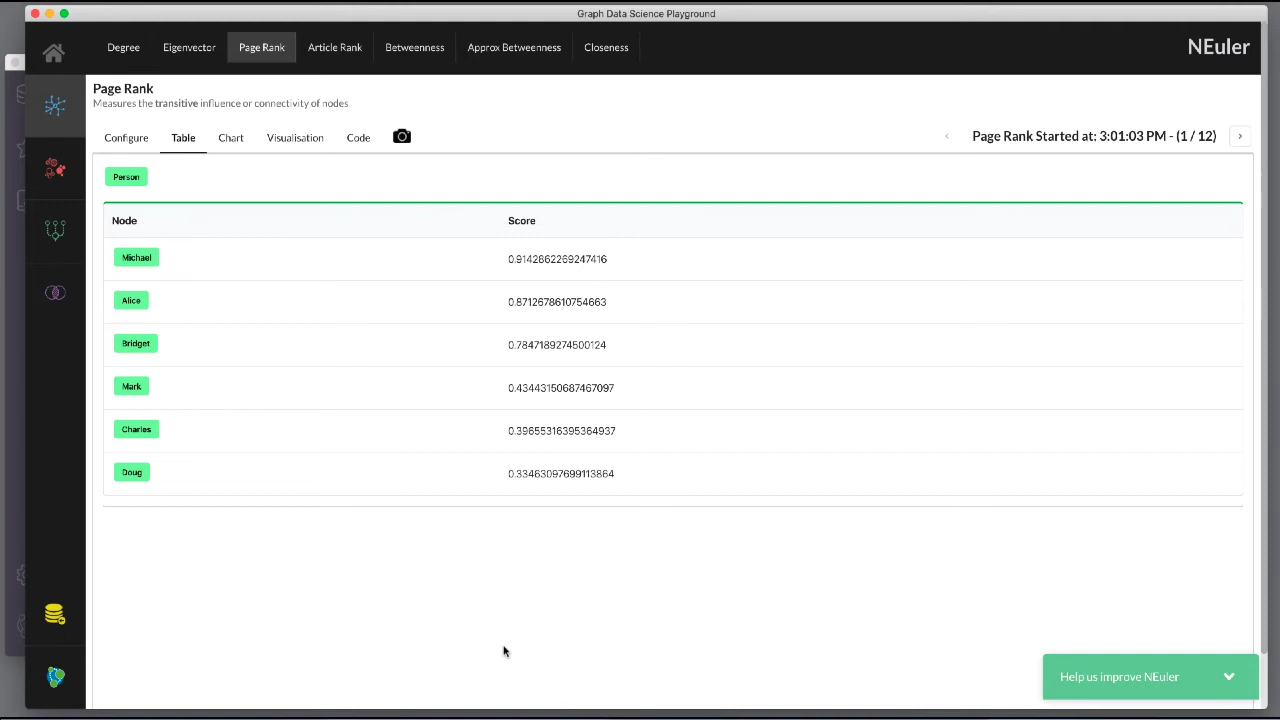 Graph Data Science Playground
Degree Eigenvector Page Rank Article Rank Betweenness Approx Betweenness Closeness NEuler
Page Rank
Measures the transitive influence or connectivity of nodes
Configure Table Chart Visualisation Code Page Rank Started at: 3:01:03 PM - (1 / 12)
Person
Node Score
Michael 0.9142862269247416
Alice 0.8712678610754663
Bridget 0.7847189274500124
Mark 0.43443150687467097
Charles 0.39655316395364937
Doug 0.33463097699113864
Help us improve NEuler